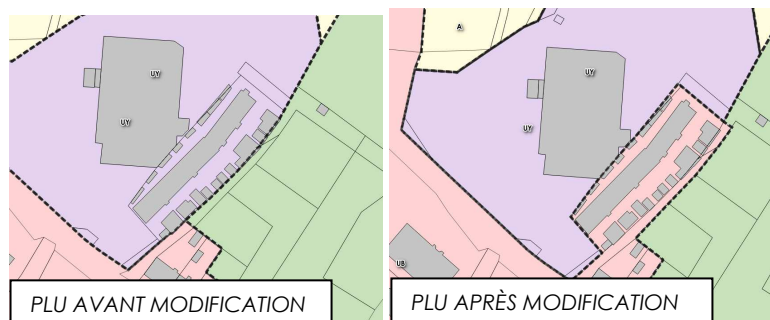 UY
UY
PLU AVANT MODIFICATION
A
UY
UY
UB
PLU APRÈS MODIFICATION